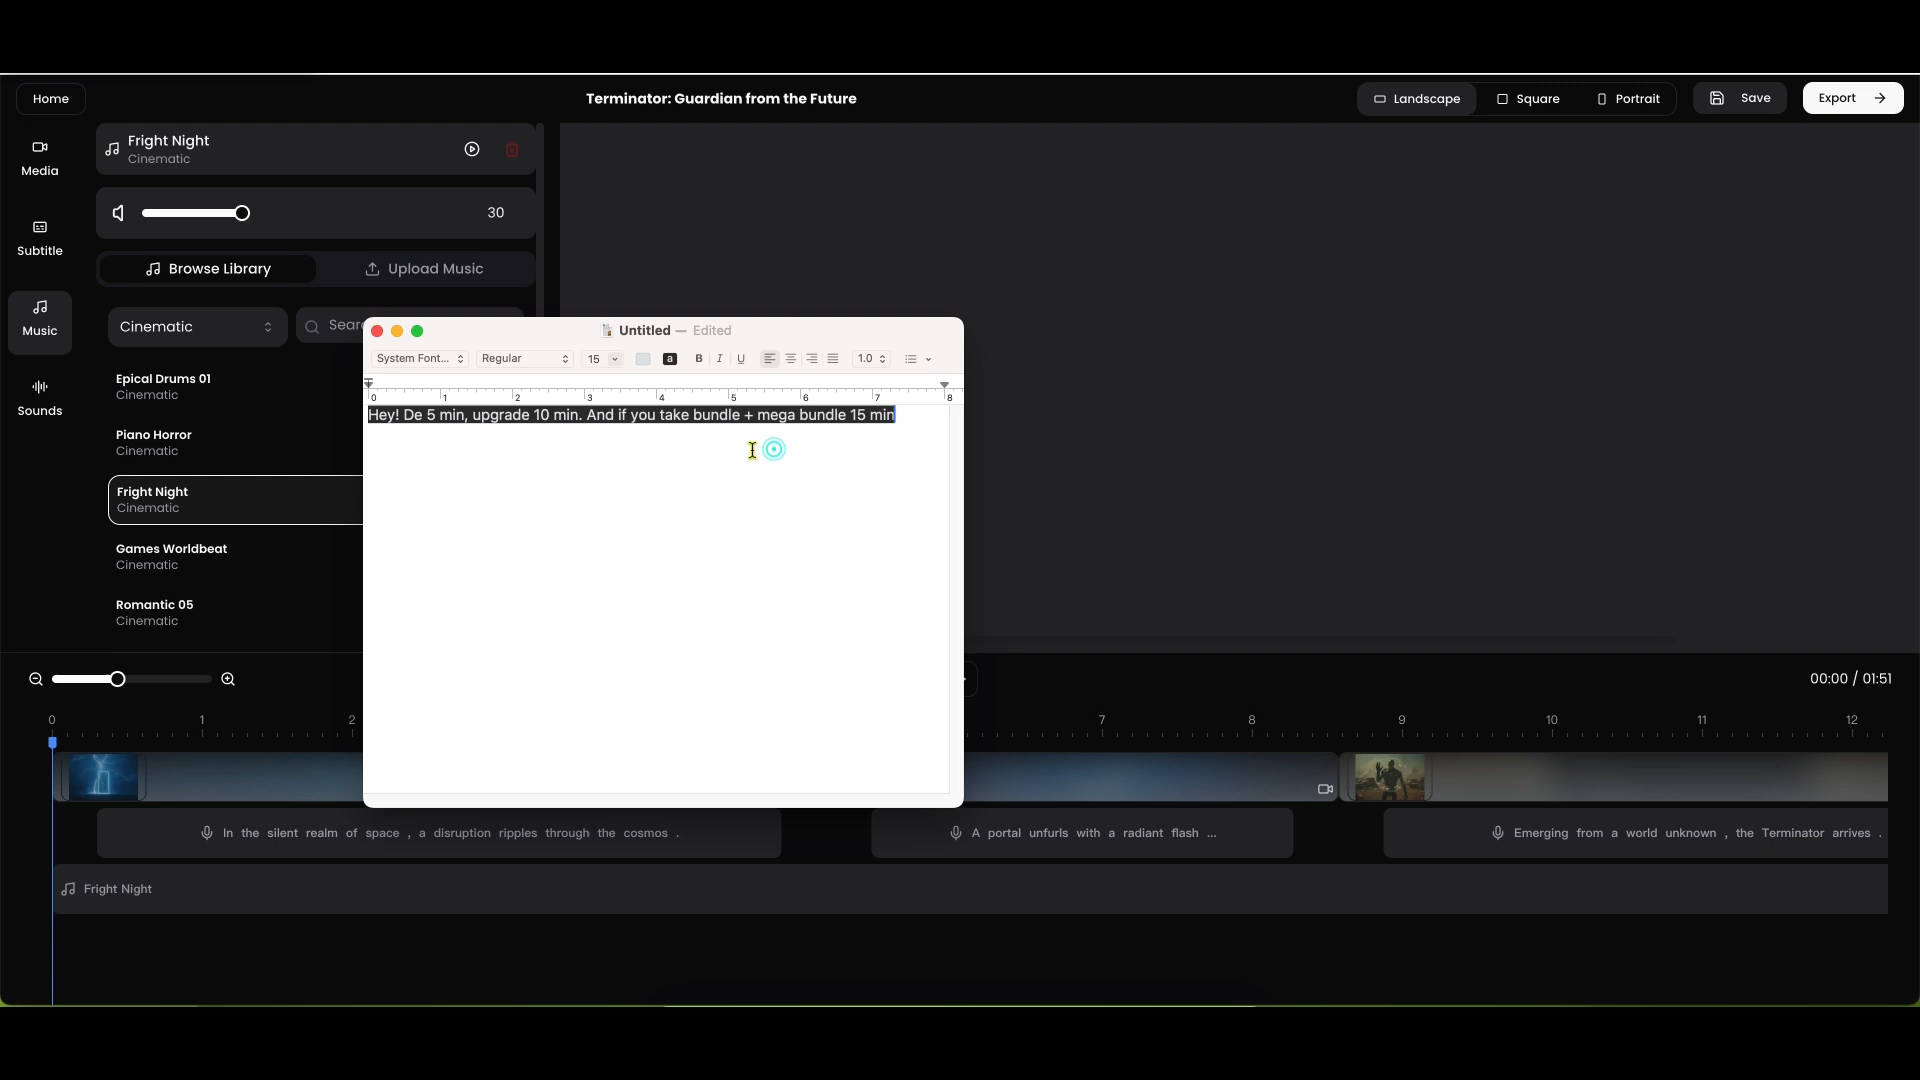 Home
Terminator: Guardian from the Future
Landscape
Square
Portrait
Save
Export
Media
Subtitle
Music
Sounds
Fright Night
Cinematic
30
Browse Library
Upload Music
Cinematic
Sear
Epical Drums 01
Cinematic
Piano Horror
Cinematic
Fright Night
Cinematic
Games Worldbeat
Cinematic
Romantic 05
Cinematic
Untitled — Edited
System Font...
Regular
15
a
B I U
1.0
0 1 2 3 4 5 6 7 8
Hey! De 5 min, upgrade 10 min. And if you take bundle + mega bundle 15 min
00:00 / 01:51
0 1 2 7 8 9 10 11 12
In the silent realm of space , a disruption ripples through the cosmos .
A portal unfurls with a radiant flash ...
Emerging from a world unknown , the Terminator arrives .
Fright Night